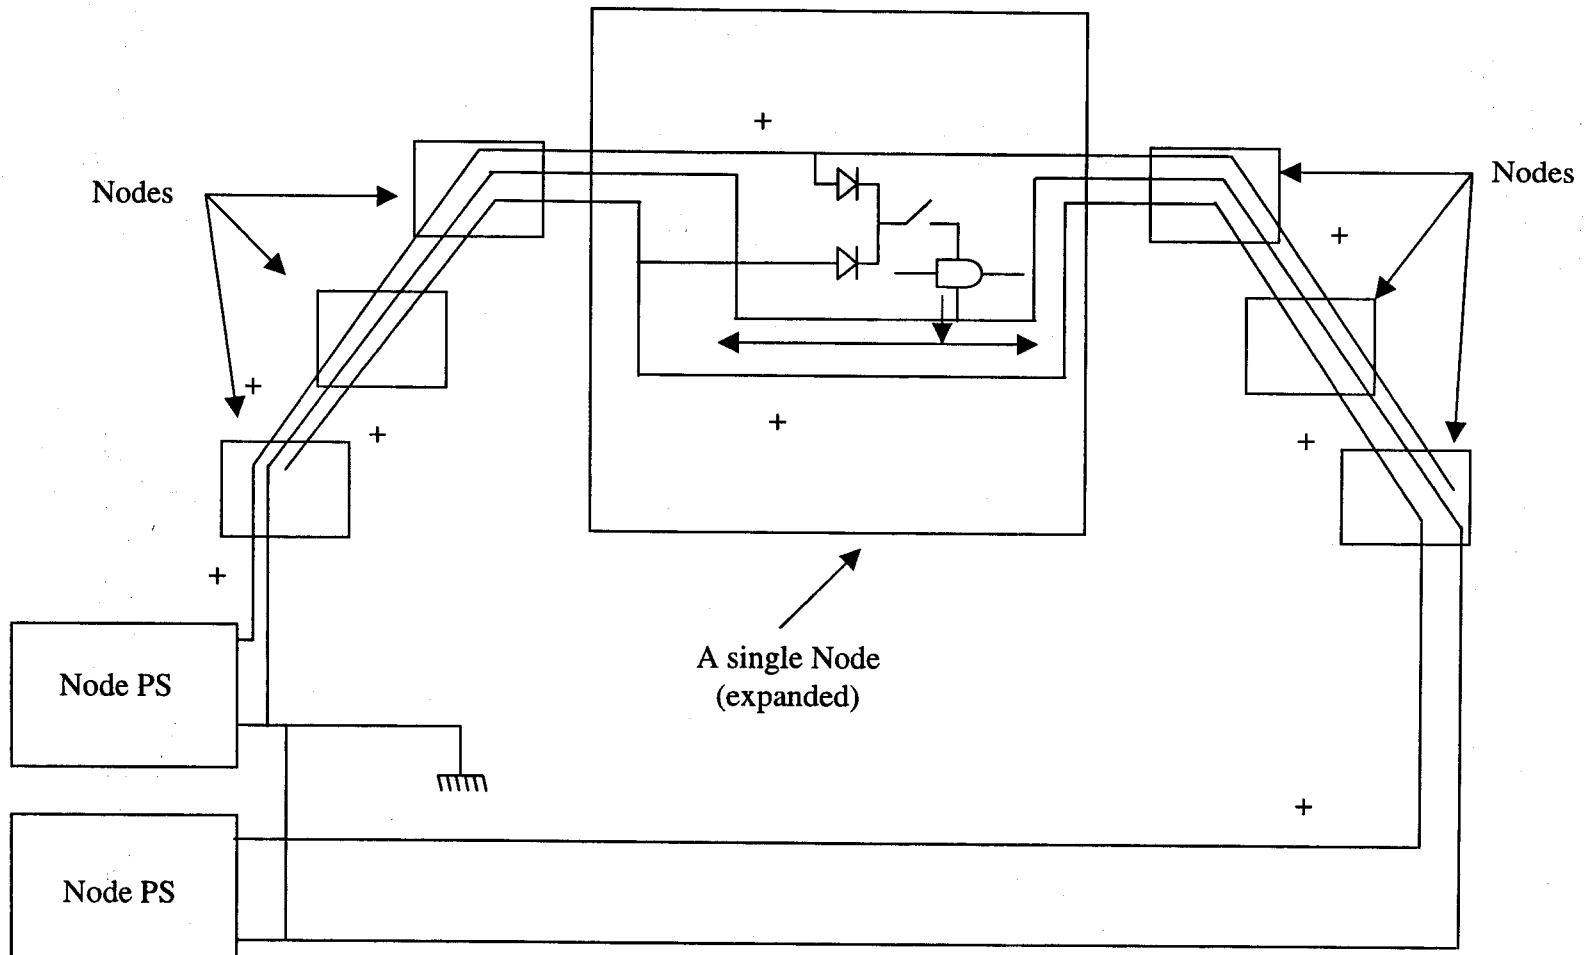 +
Nodes
Nodes
+
+
+
+
+
+
A single Node
(expanded)
Node PS
+
Node PS